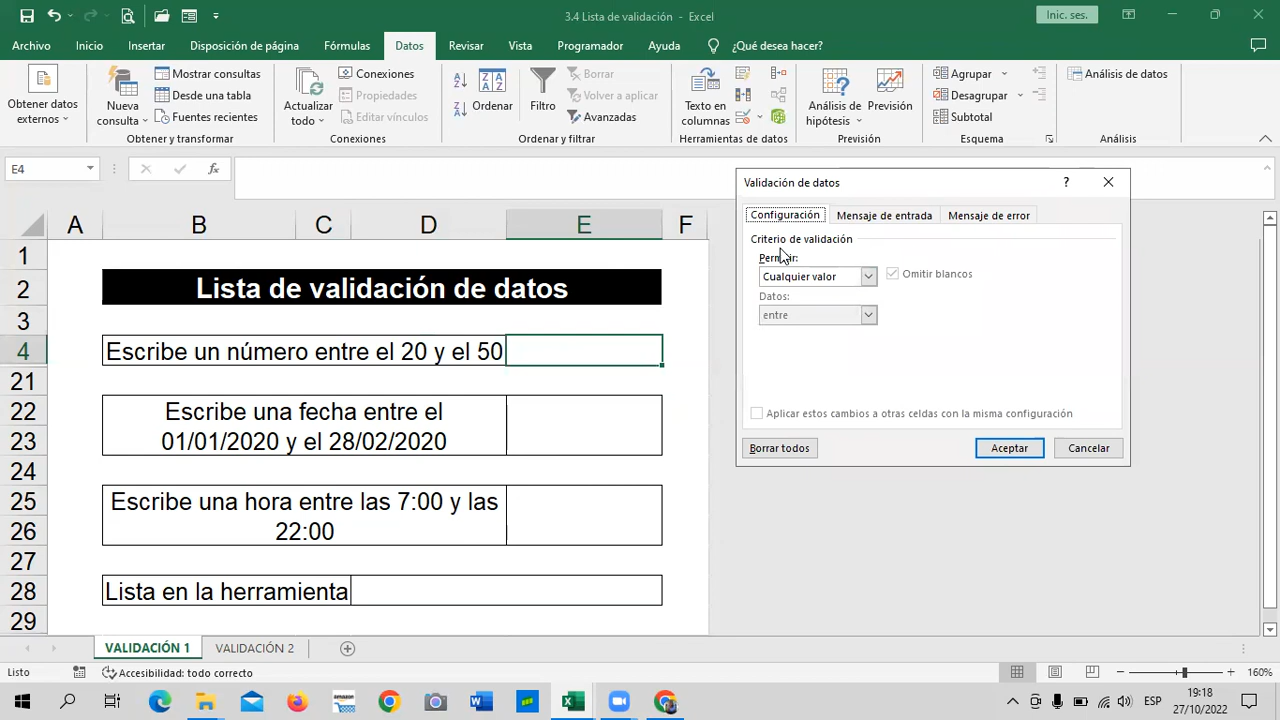 3.4 Lista de validación - Excel
Inic. ses.
Archivo Inicio Insertar Disposición de página Fórmulas Datos Revisar Vista Programador Ayuda ¿Qué desea hacer?
Obtener datos externos
Nueva consulta
Mostrar consultas
Desde una tabla
Fuentes recientes
Obtener y transformar
Actualizar todo
Conexiones
Propiedades
Editar vínculos
Conexiones
Ordenar
Filtro
Borrar
Volver a aplicar
Avanzadas
Ordenar y filtrar
Texto en columnas
Herramientas de datos
Análisis de hipótesis
Previsión
Previsión
Agrupar
Desagrupar
Subtotal
Esquema
Análisis de datos
Análisis
E4
fx
A B C D E F
1
2 Lista de validación de datos
3
4 Escribe un número entre el 20 y el 50
21
22 Escribe una fecha entre el
23 01/01/2020 y el 28/02/2020
24
25 Escribe una hora entre las 7:00 y las
26 22:00
27
28 Lista en la herramienta
29
Validación de datos
?
Configuración Mensaje de entrada Mensaje de error
Criterio de validación
Cualquier valor
Omitir blancos
Datos:
entre
Aplicar estos cambios a otras celdas con la misma configuración
Borrar todos Aceptar Cancelar
VALIDACIÓN 1 VALIDACIÓN 2
Listo
Accesibilidad: todo correcto
160%
ESP
19:18
27/10/2022